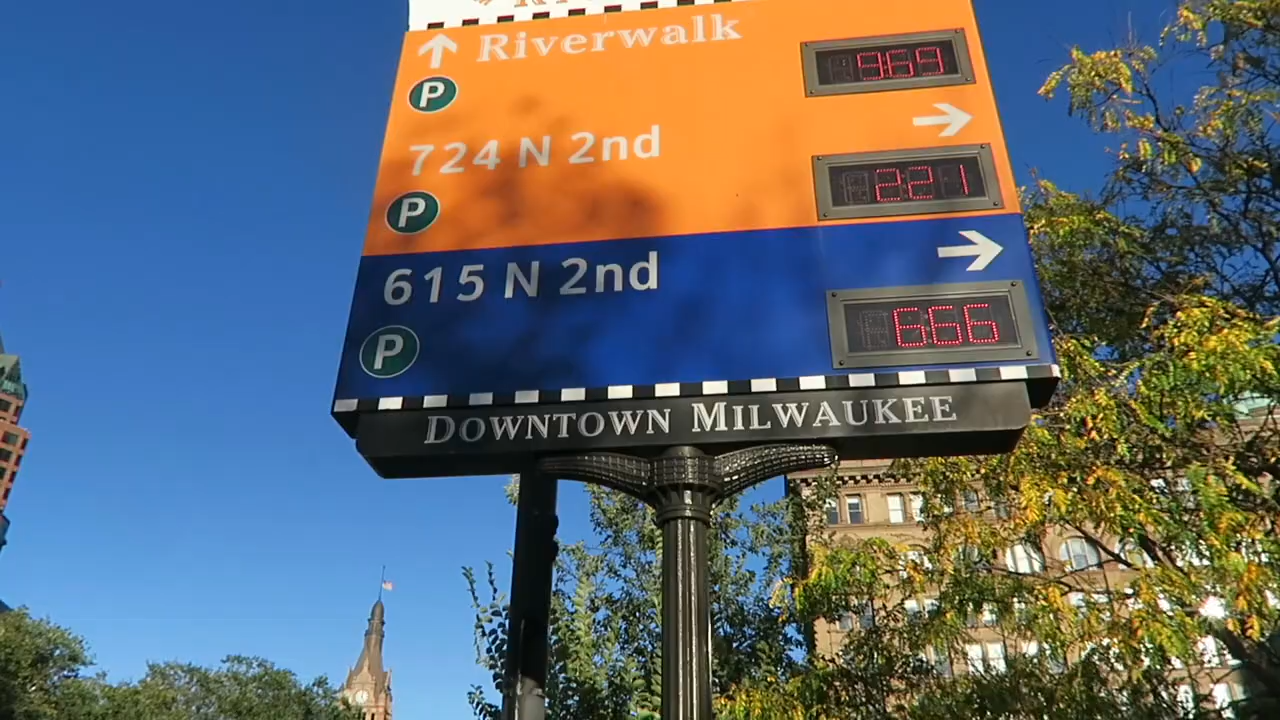 Riverwalk
969
P
724 N 2nd
221
P
615 N 2nd
666
P
DOWNTOWN MILWAUKEE